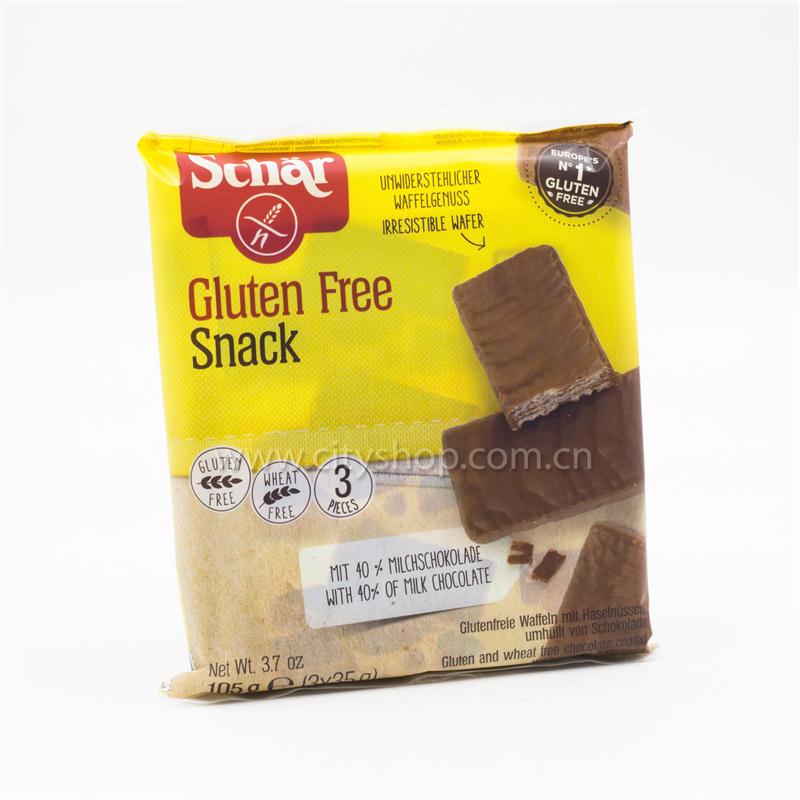 Schär
UNWIDERSTEHLICHER
WAFFELGENUSS
IRRESISTIBLE WAFER
EUROPE'S
N° 1*
GLUTEN
FREE
Gluten Free
Snack
www.cityshop.com.cn
GLUTEN
FREE
WHEAT
FREE
3
PIECES
MIT 40 % MILCHSCHOKOLADE
WITH 40% OF MILK CHOCOLATE
Glutenfreie Waffeln mit Haselnüssen,
umhüllt von Schokolade
Gluten and wheat free chocolate coated
Net Wt. 3.7 oz
105 g ℮ (3x35 g)